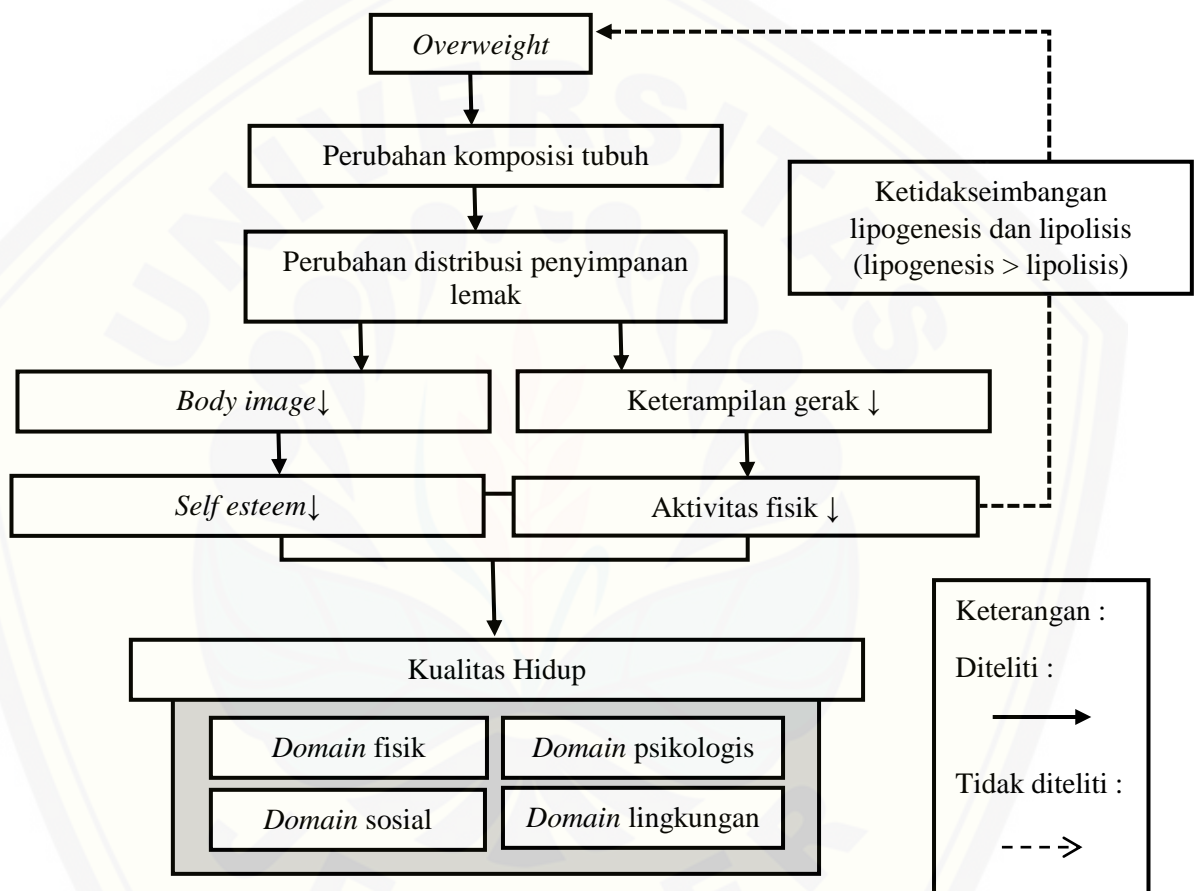 Overweight
Perubahan komposisi tubuh
Perubahan distribusi penyimpanan
lemak
Ketidakseimbangan
lipogenesis dan lipolisis
(lipogenesis > lipolisis)
Body image↓
Keterampilan gerak ↓
Self esteem↓
Aktivitas fisik ↓
Kualitas Hidup
Domain fisik
Domain psikologis
Domain sosial
Domain lingkungan
Keterangan :
Diteliti :
Tidak diteliti :
UNIVERSITAS